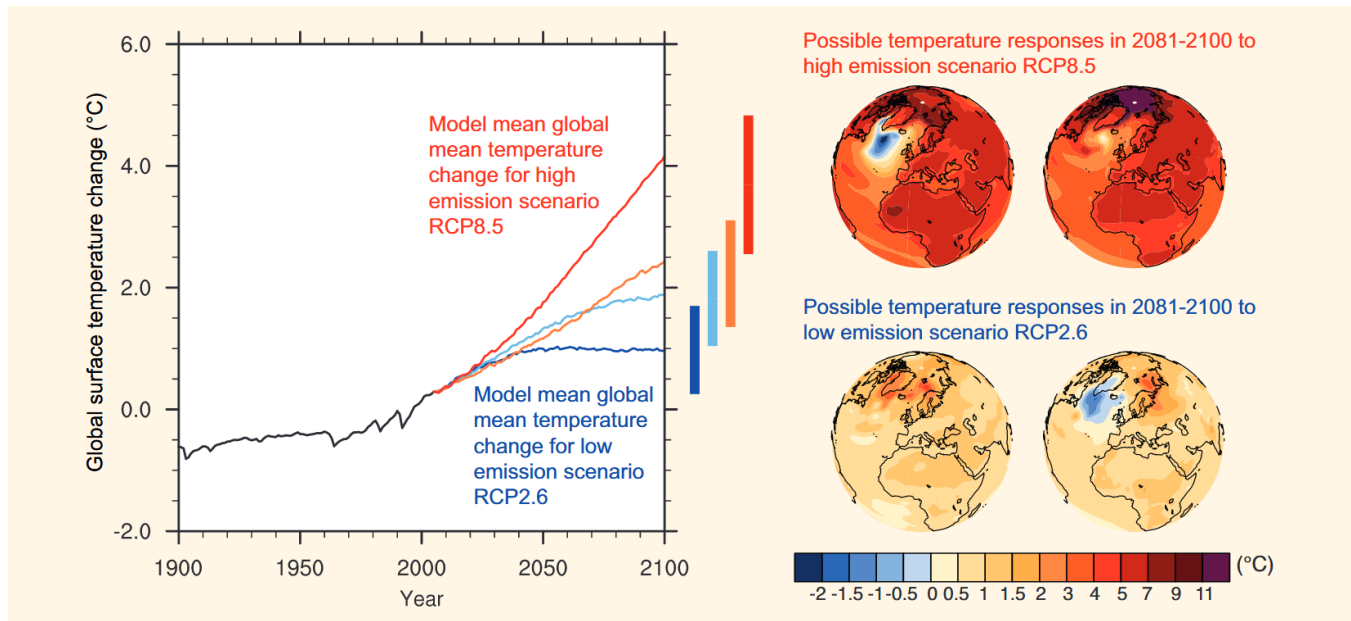 6.0
4.0
2.0
0.0
-2.0
Global surface temperature change (°C)
1900 1950 2000 2050 2100
Year
Model mean global
mean temperature
change for high
emission scenario
RCP8.5
Model mean global
mean temperature
change for low
emission scenario
RCP2.6
Possible temperature responses in 2081-2100 to
high emission scenario RCP8.5
Possible temperature responses in 2081-2100 to
low emission scenario RCP2.6
-2 -1.5 -1 -0.5 0 0.5 1 1.5 2 3 4 5 7 9 11 (°C)